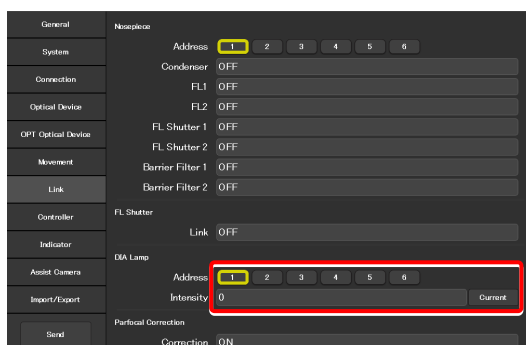 General
System
Connection
Optical Device
OPT Optical Device
Movement
Link
Controller
Indicator
Assist Camera
Import/Export
Send
Nosepiece
Address 1 2 3 4 5 6
Condenser OFF
FL1 OFF
FL2 OFF
FL Shutter 1 OFF
FL Shutter 2 OFF
Barrier Filter 1 OFF
Barrier Filter 2 OFF
FL Shutter
Link OFF
DIA Lamp
Address 1 2 3 4 5 6
Intensity 0 Current
Parfocal Correction
Correction ON